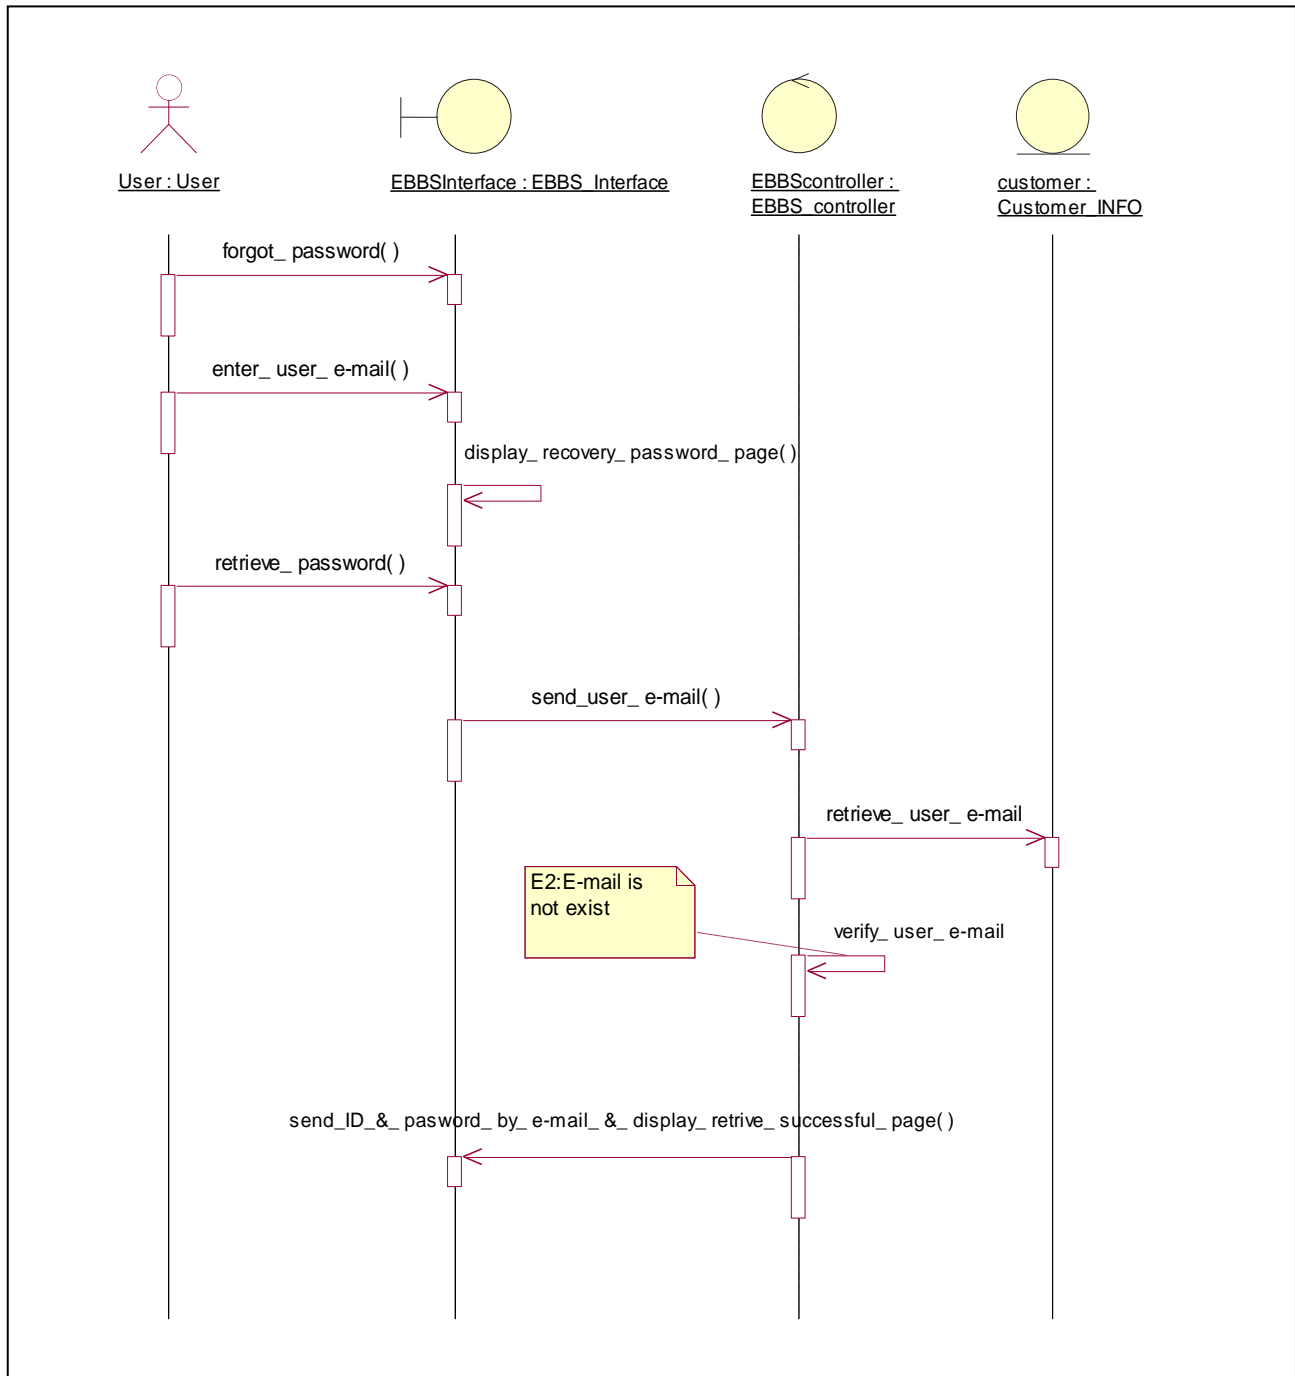 User : User
EBBSInterface : EBBS_Interface
EBBScontroller :
EBBS_controller
customer :
Customer_INFO
forgot_ password( )
enter_ user_ e-mail( )
display_ recovery_ password_ page( )
retrieve_ password( )
send_user_ e-mail( )
retrieve_ user_ e-mail
E2:E-mail is
not exist
verify_ user_ e-mail
send_ID_&_ pasword_ by_ e-mail_ &_ display_ retrive_ successful_ page( )